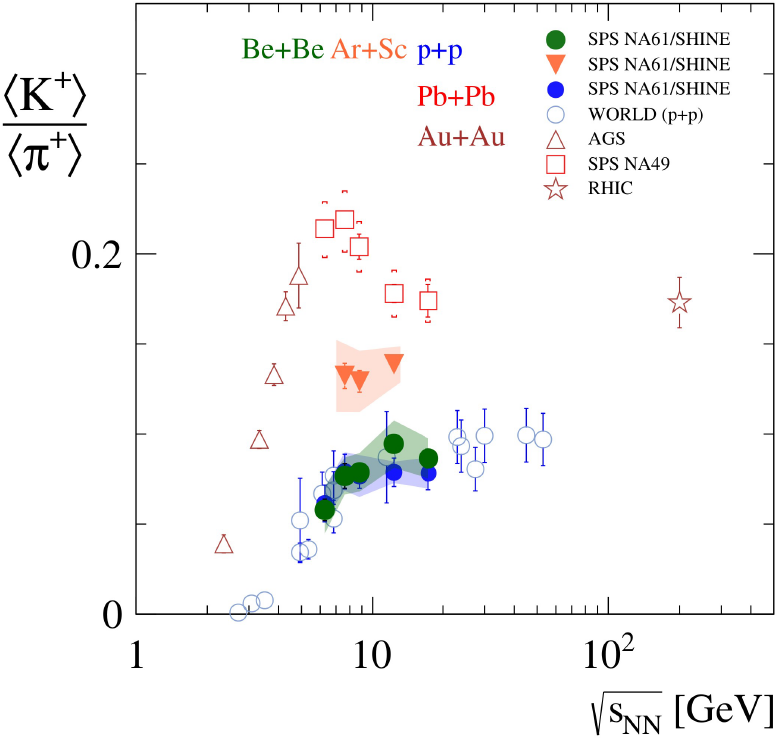 Be+Be Ar+Sc p+p
Pb+Pb
Au+Au
SPS NA61/SHINE
SPS NA61/SHINE
SPS NA61/SHINE
WORLD (p+p)
AGS
SPS NA49
RHIC
⟨K⁺⟩
⟨π⁺⟩
0.2
0
1
10
10²
√sNN [GeV]